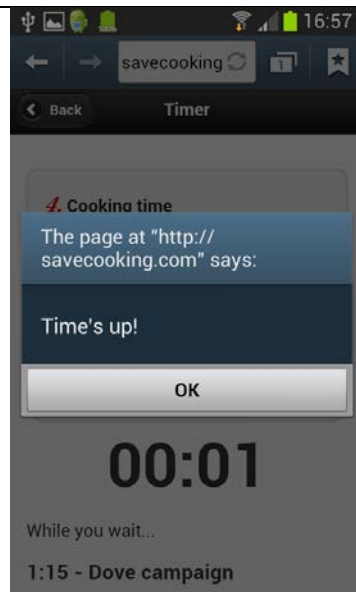 16:57
savecooking
1
Back
Timer
4. Cooking time
The page at "http://
savecooking.com" says:
Time's up!
OK
00:01
While you wait...
1:15 - Dove campaign